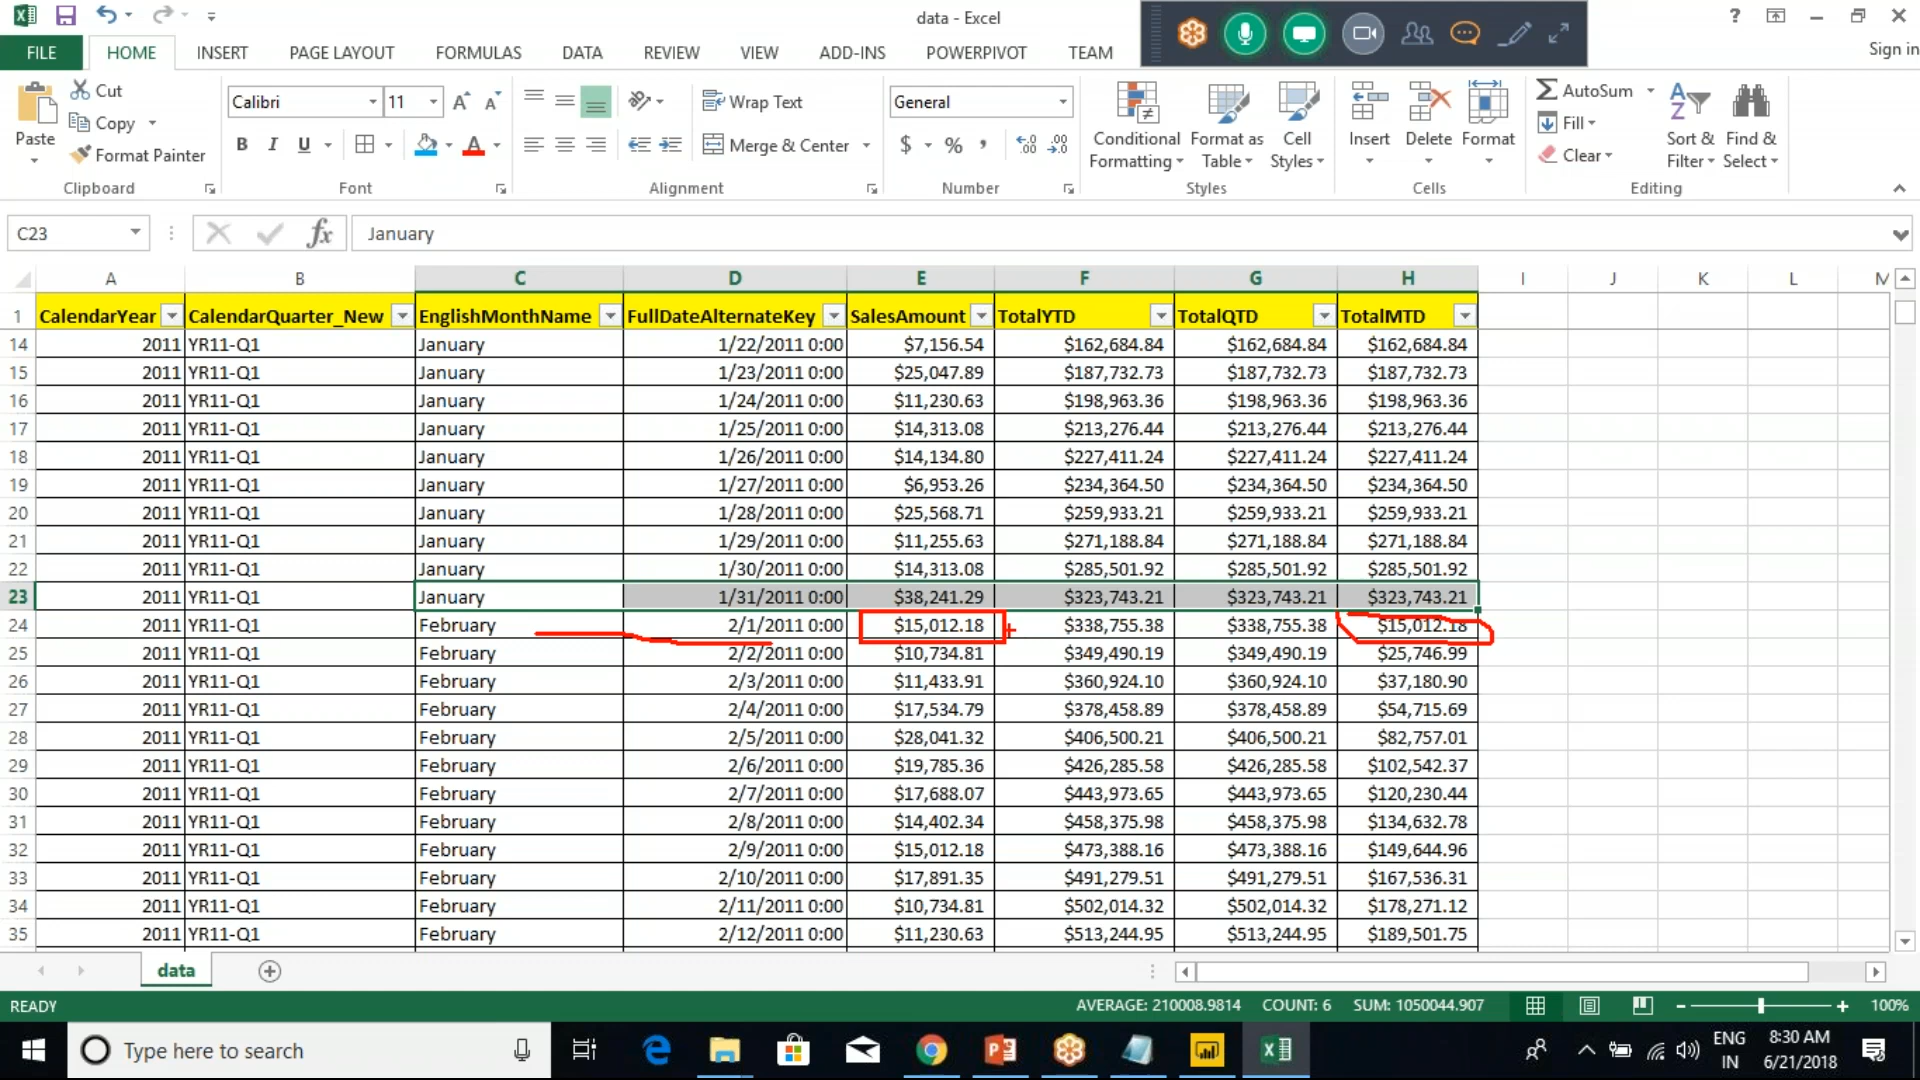 data - Excel
?
Sign in
FILE HOME INSERT PAGE LAYOUT FORMULAS DATA REVIEW VIEW ADD-INS POWERPIVOT TEAM
Paste
Cut
Copy
Format Painter
Clipboard
Calibri 11
B I U
Font
Wrap Text
Merge & Center
Alignment
General
$ % ,
Number
Conditional Formatting
Format as Table
Cell Styles
Styles
Insert Delete Format
Cells
AutoSum
Fill
Clear
Sort & Filter
Find & Select
Editing
C23 fx January
A B C D E F G H I J K L M
1 CalendarYear CalendarQuarter_New EnglishMonthName FullDateAlternateKey SalesAmount TotalYTD TotalQTD TotalMTD
14 2011 YR11-Q1 January 1/22/2011 0:00 $7,156.54 $162,684.84 $162,684.84 $162,684.84
15 2011 YR11-Q1 January 1/23/2011 0:00 $25,047.89 $187,732.73 $187,732.73 $187,732.73
16 2011 YR11-Q1 January 1/24/2011 0:00 $11,230.63 $198,963.36 $198,963.36 $198,963.36
17 2011 YR11-Q1 January 1/25/2011 0:00 $14,313.08 $213,276.44 $213,276.44 $213,276.44
18 2011 YR11-Q1 January 1/26/2011 0:00 $14,134.80 $227,411.24 $227,411.24 $227,411.24
19 2011 YR11-Q1 January 1/27/2011 0:00 $6,953.26 $234,364.50 $234,364.50 $234,364.50
20 2011 YR11-Q1 January 1/28/2011 0:00 $25,568.71 $259,933.21 $259,933.21 $259,933.21
21 2011 YR11-Q1 January 1/29/2011 0:00 $11,255.63 $271,188.84 $271,188.84 $271,188.84
22 2011 YR11-Q1 January 1/30/2011 0:00 $14,313.08 $285,501.92 $285,501.92 $285,501.92
23 2011 YR11-Q1 January 1/31/2011 0:00 $38,241.29 $323,743.21 $323,743.21 $323,743.21
24 2011 YR11-Q1 February 2/1/2011 0:00 $15,012.18 $338,755.38 $338,755.38 $15,012.18
25 2011 YR11-Q1 February 2/2/2011 0:00 $10,734.81 $349,490.19 $349,490.19 $25,746.99
26 2011 YR11-Q1 February 2/3/2011 0:00 $11,433.91 $360,924.10 $360,924.10 $37,180.90
27 2011 YR11-Q1 February 2/4/2011 0:00 $17,534.79 $378,458.89 $378,458.89 $54,715.69
28 2011 YR11-Q1 February 2/5/2011 0:00 $28,041.32 $406,500.21 $406,500.21 $82,757.01
29 2011 YR11-Q1 February 2/6/2011 0:00 $19,785.36 $426,285.58 $426,285.58 $102,542.37
30 2011 YR11-Q1 February 2/7/2011 0:00 $17,688.07 $443,973.65 $443,973.65 $120,230.44
31 2011 YR11-Q1 February 2/8/2011 0:00 $14,402.34 $458,375.98 $458,375.98 $134,632.78
32 2011 YR11-Q1 February 2/9/2011 0:00 $15,012.18 $473,388.16 $473,388.16 $149,644.96
33 2011 YR11-Q1 February 2/10/2011 0:00 $17,891.35 $491,279.51 $491,279.51 $167,536.31
34 2011 YR11-Q1 February 2/11/2011 0:00 $10,734.81 $502,014.32 $502,014.32 $178,271.12
35 2011 YR11-Q1 February 2/12/2011 0:00 $11,230.63 $513,244.95 $513,244.95 $189,501.75
data
READY AVERAGE: 210008.9814 COUNT: 6 SUM: 1050044.907 100%
Type here to search
ENG
IN
8:30 AM
6/21/2018